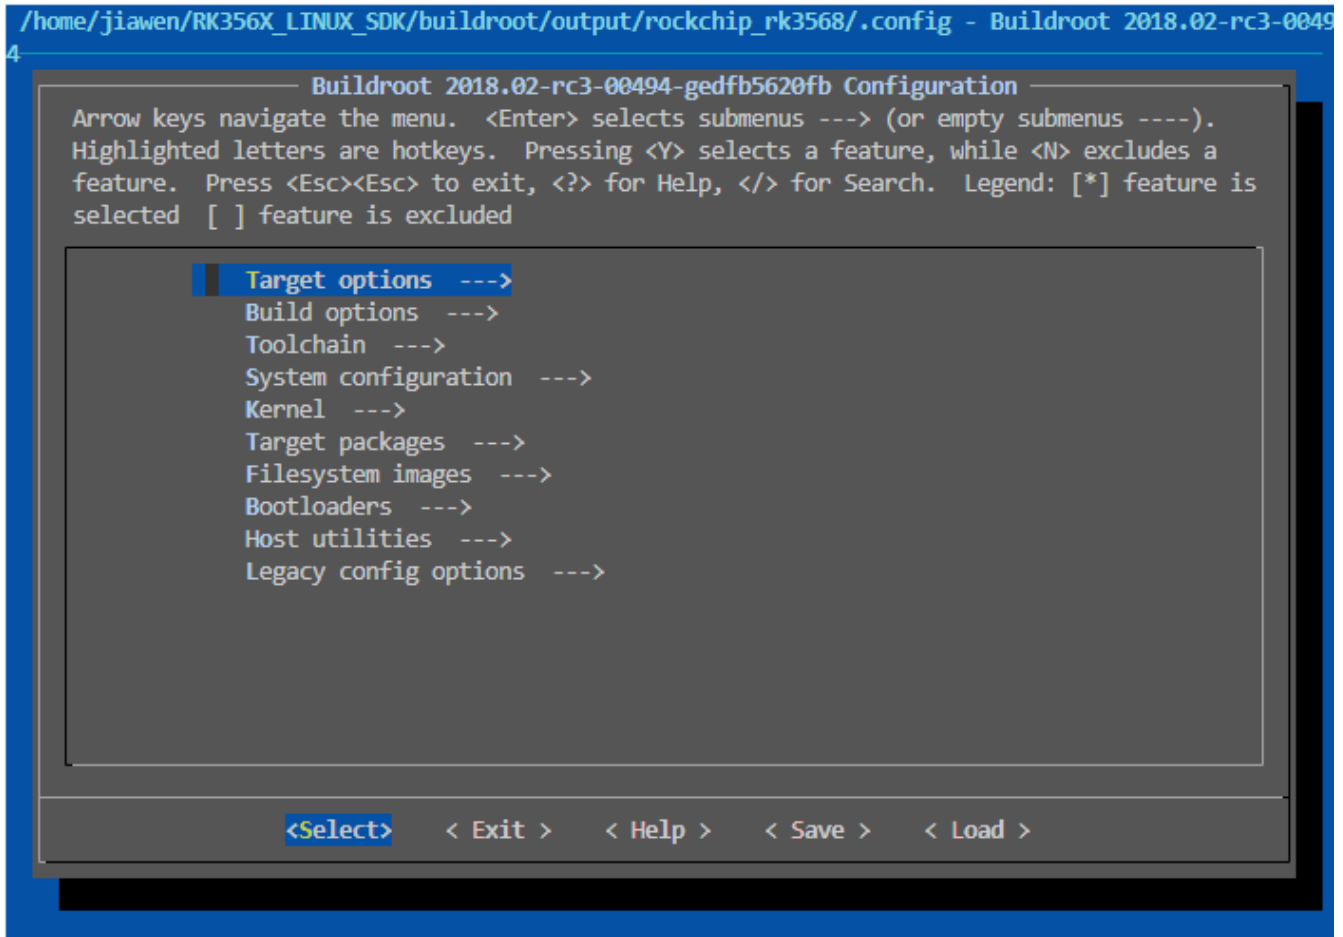 /home/jiawen/RK356X_LINUX_SDK/buildroot/output/rockchip_rk3568/.config - Buildroot 2018.02-rc3-0049
4
Buildroot 2018.02-rc3-00494-gedfb5620fb Configuration
Arrow keys navigate the menu.  <Enter> selects submenus ---> (or empty submenus ----).
Highlighted letters are hotkeys.  Pressing <Y> selects a feature, while <N> excludes a
feature.  Press <Esc><Esc> to exit, <?> for Help, </> for Search.  Legend: [*] feature is
selected  [ ] feature is excluded
Target options  --->
Build options  --->
Toolchain  --->
System configuration  --->
Kernel  --->
Target packages  --->
Filesystem images  --->
Bootloaders  --->
Host utilities  --->
Legacy config options  --->
<Select>    < Exit >    < Help >    < Save >    < Load >